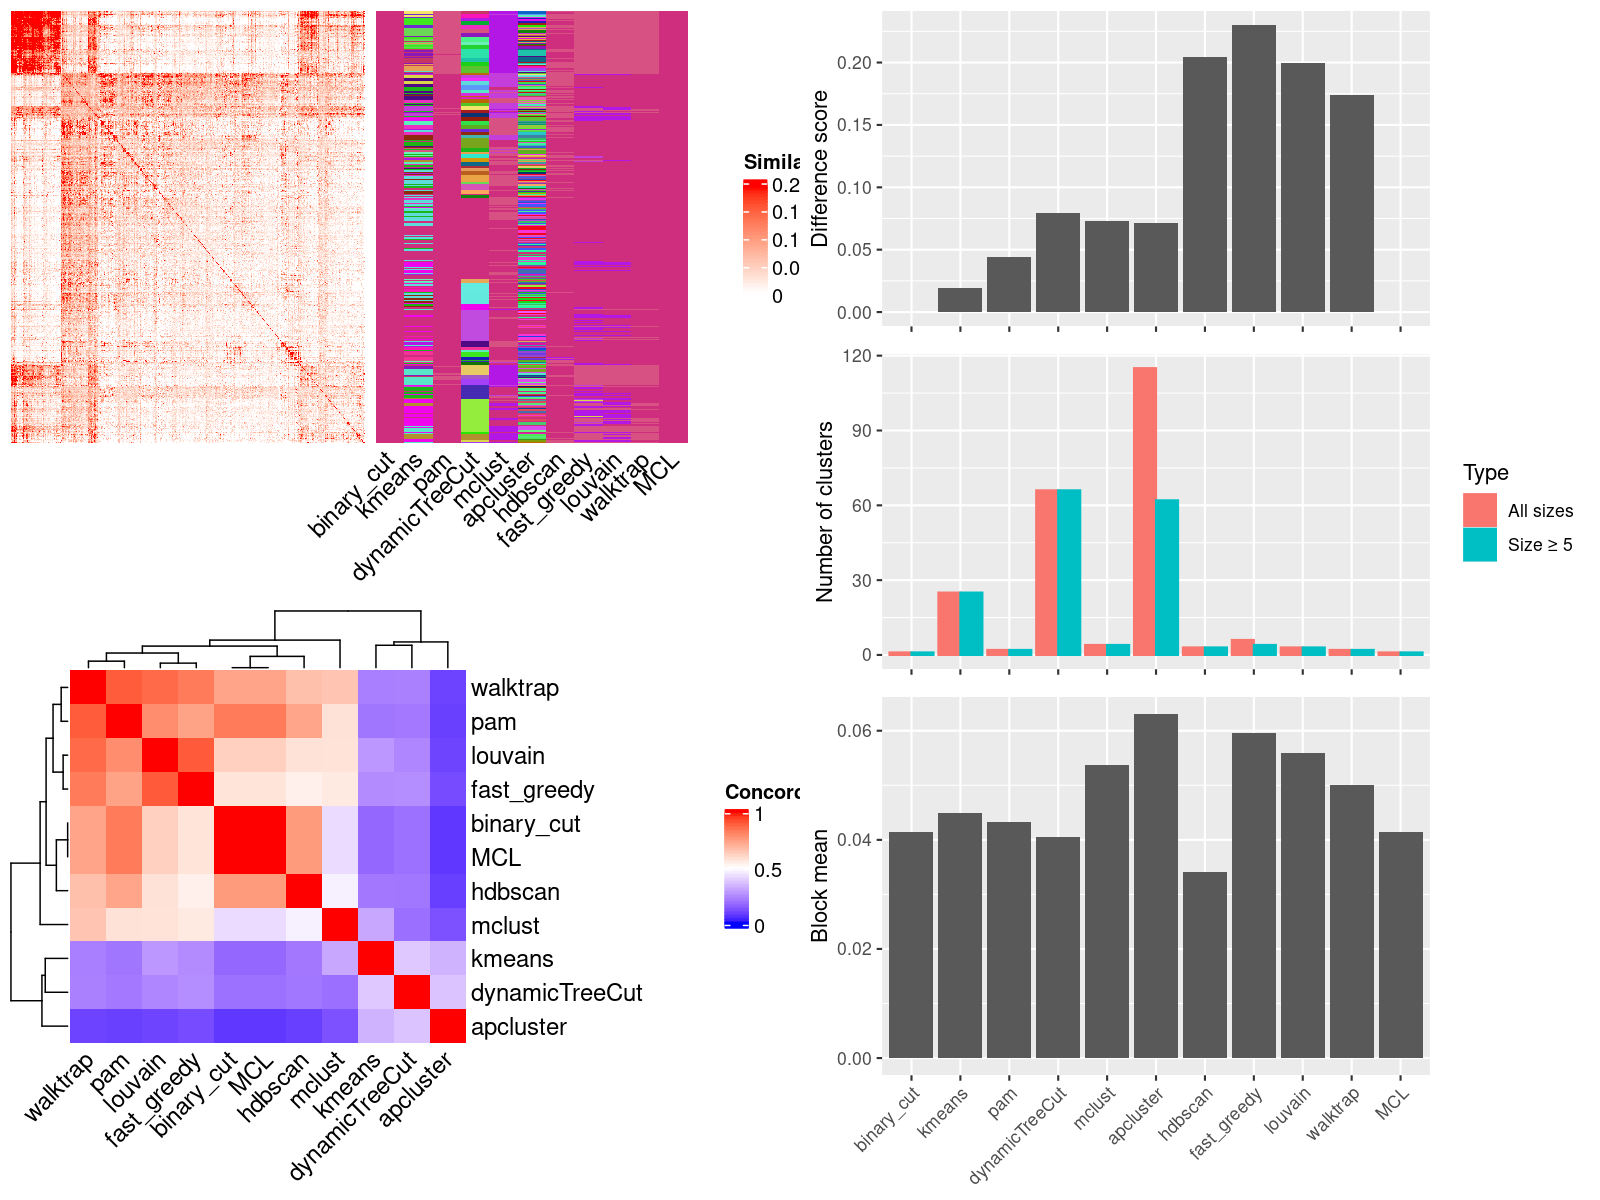 Simila
0.2
0.1
0.1
0.0
0
binary_cut
kmeans
pam
dynamicTreeCut
mclust
apcluster
hdbscan
fast_greedy
louvain
walktrap
MCL
walktrap
pam
louvain
fast_greedy
binary_cut
MCL
hdbscan
mclust
kmeans
dynamicTreeCut
apcluster
walktrap
pam
louvain
fast_greedy
binary_cut
MCL
hdbscan
mclust
kmeans
dynamicTreeCut
apcluster
Concord
1
0.5
0
Difference score
0.20
0.15
0.10
0.05
0.00
Number of clusters
120
90
60
30
0
Type
All sizes
Size ≥ 5
Block mean
0.06
0.04
0.02
0.00
binary_cut
kmeans
pam
dynamicTreeCut
mclust
apcluster
hdbscan
fast_greedy
louvain
walktrap
MCL